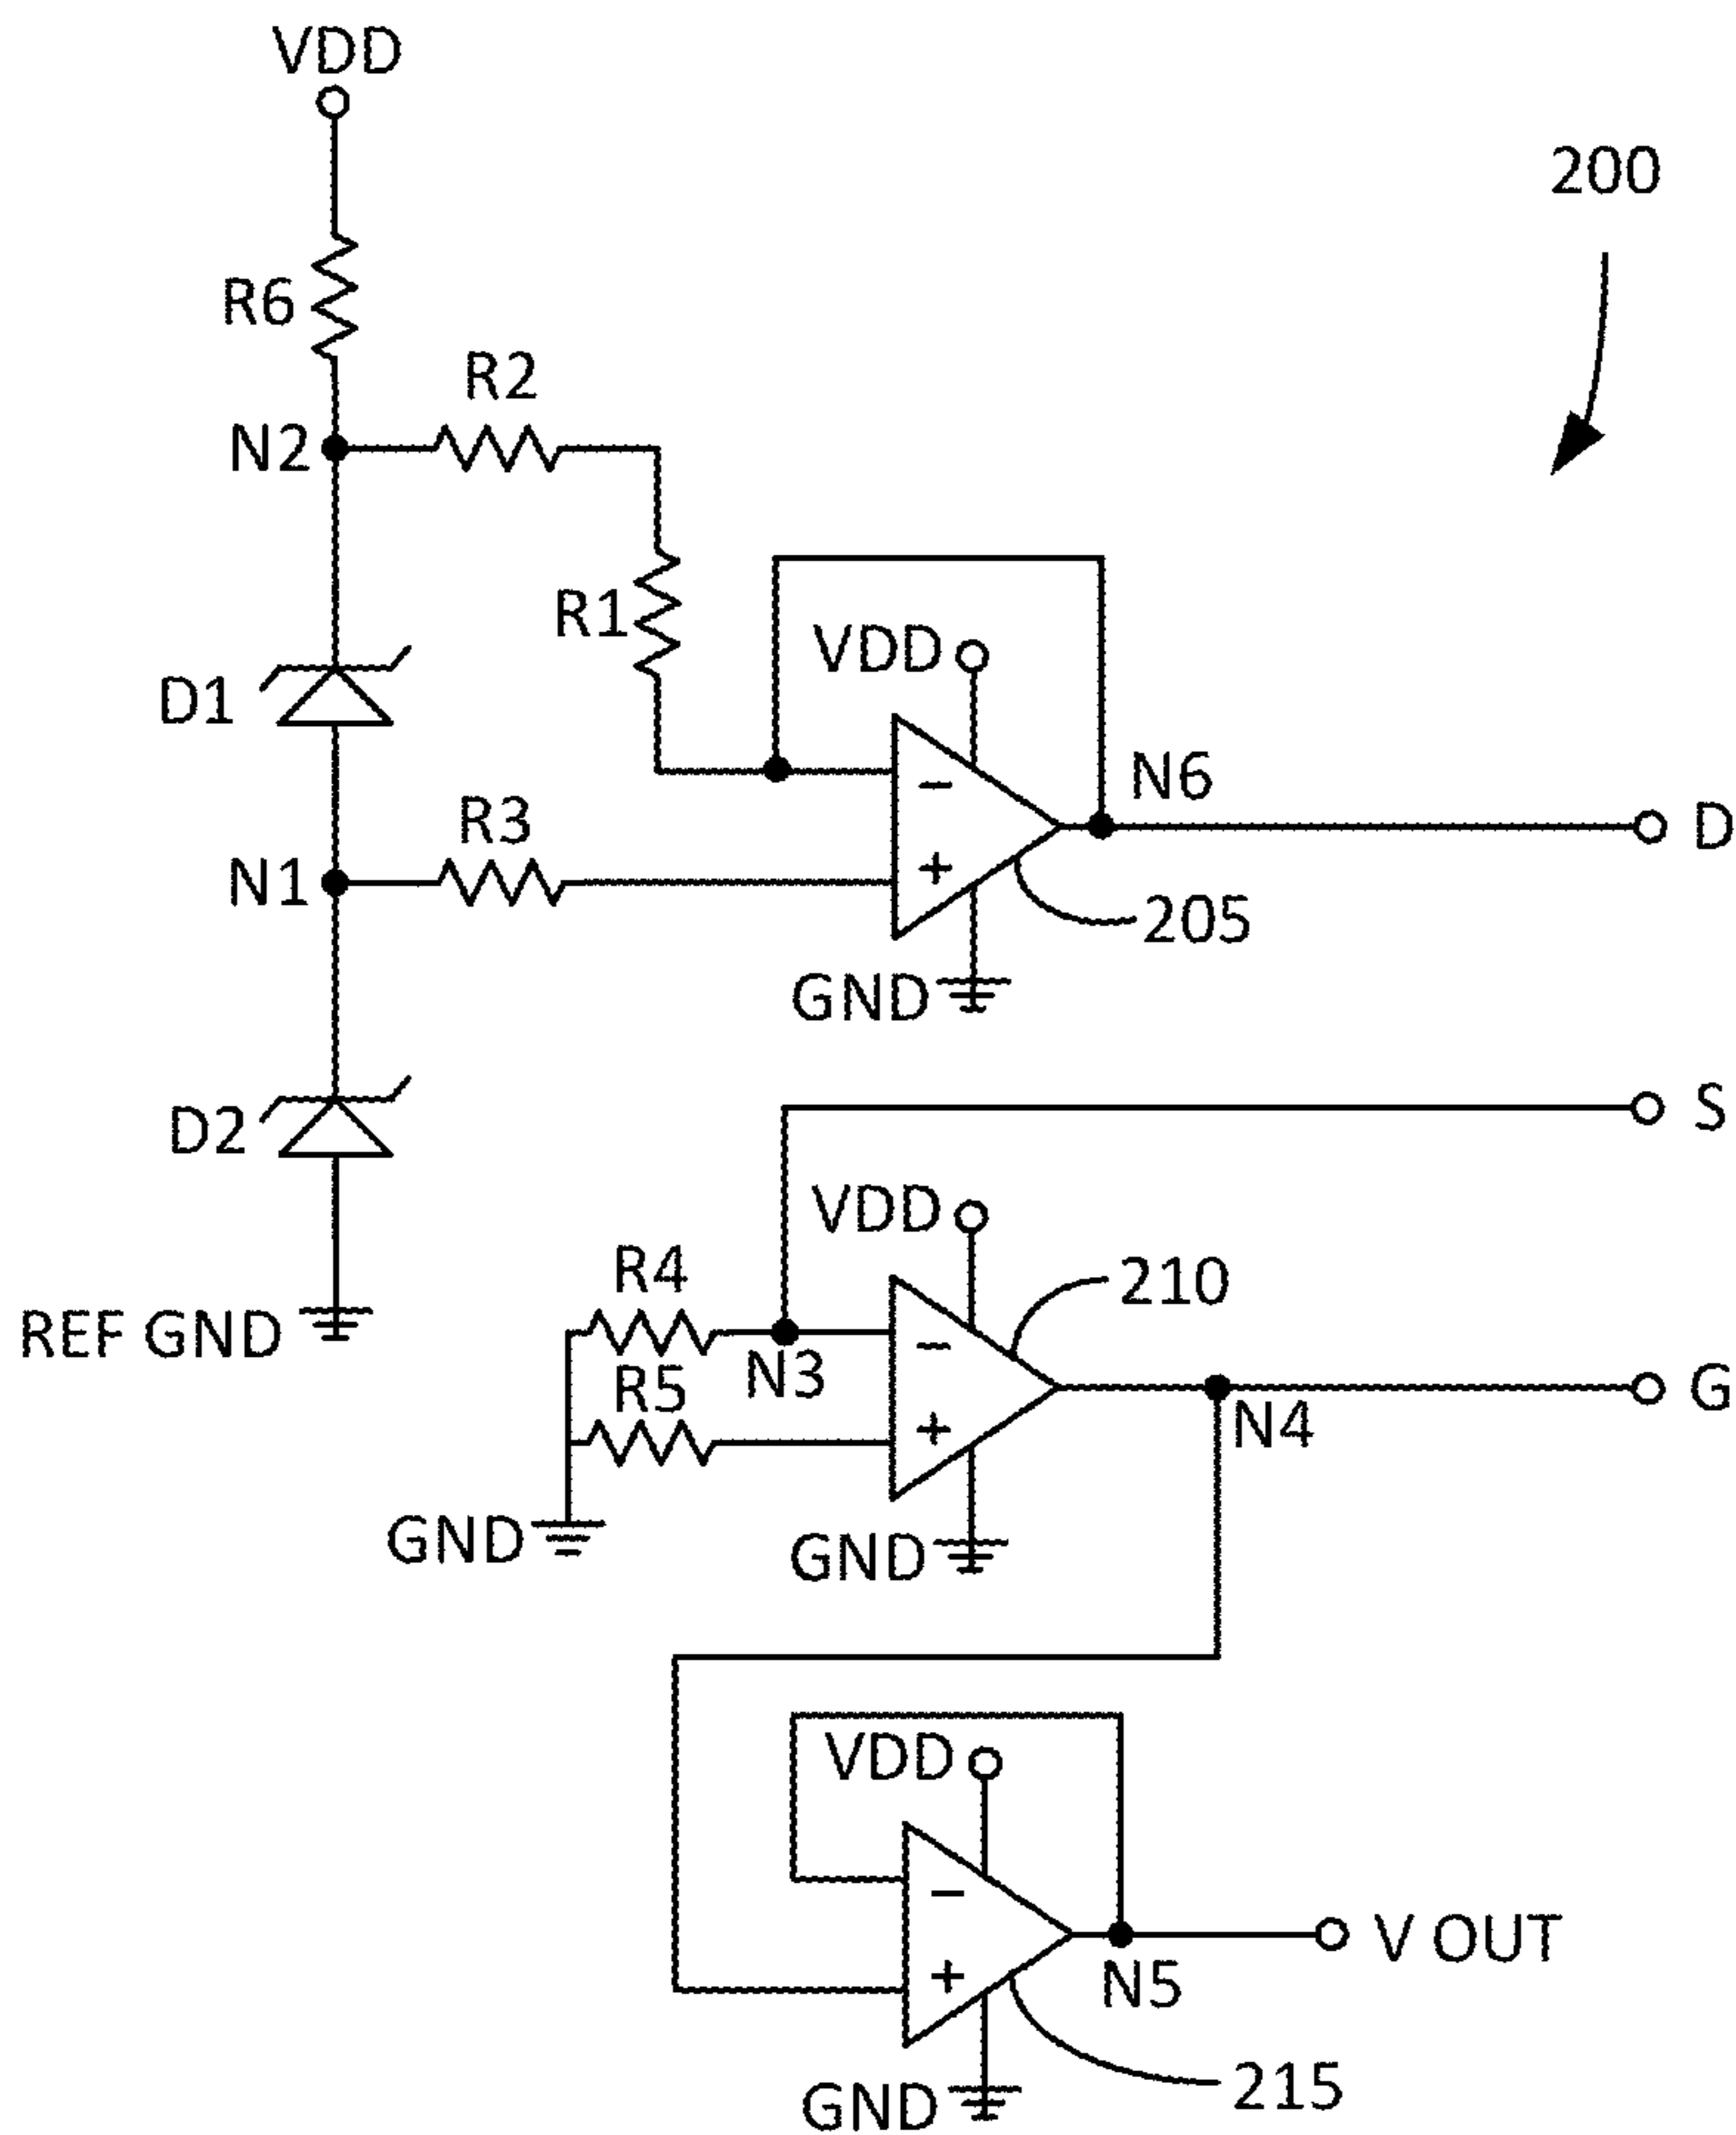 VDD
200
R6
R2
N2
R1
VDD
D1
N6
R3
D
N1
−
+
205
GND
S
D2
VDD
210
R4
REF GND
−
N3
R5
G
+
N4
GND
GND
VDD
−
V OUT
+
N5
215
GND